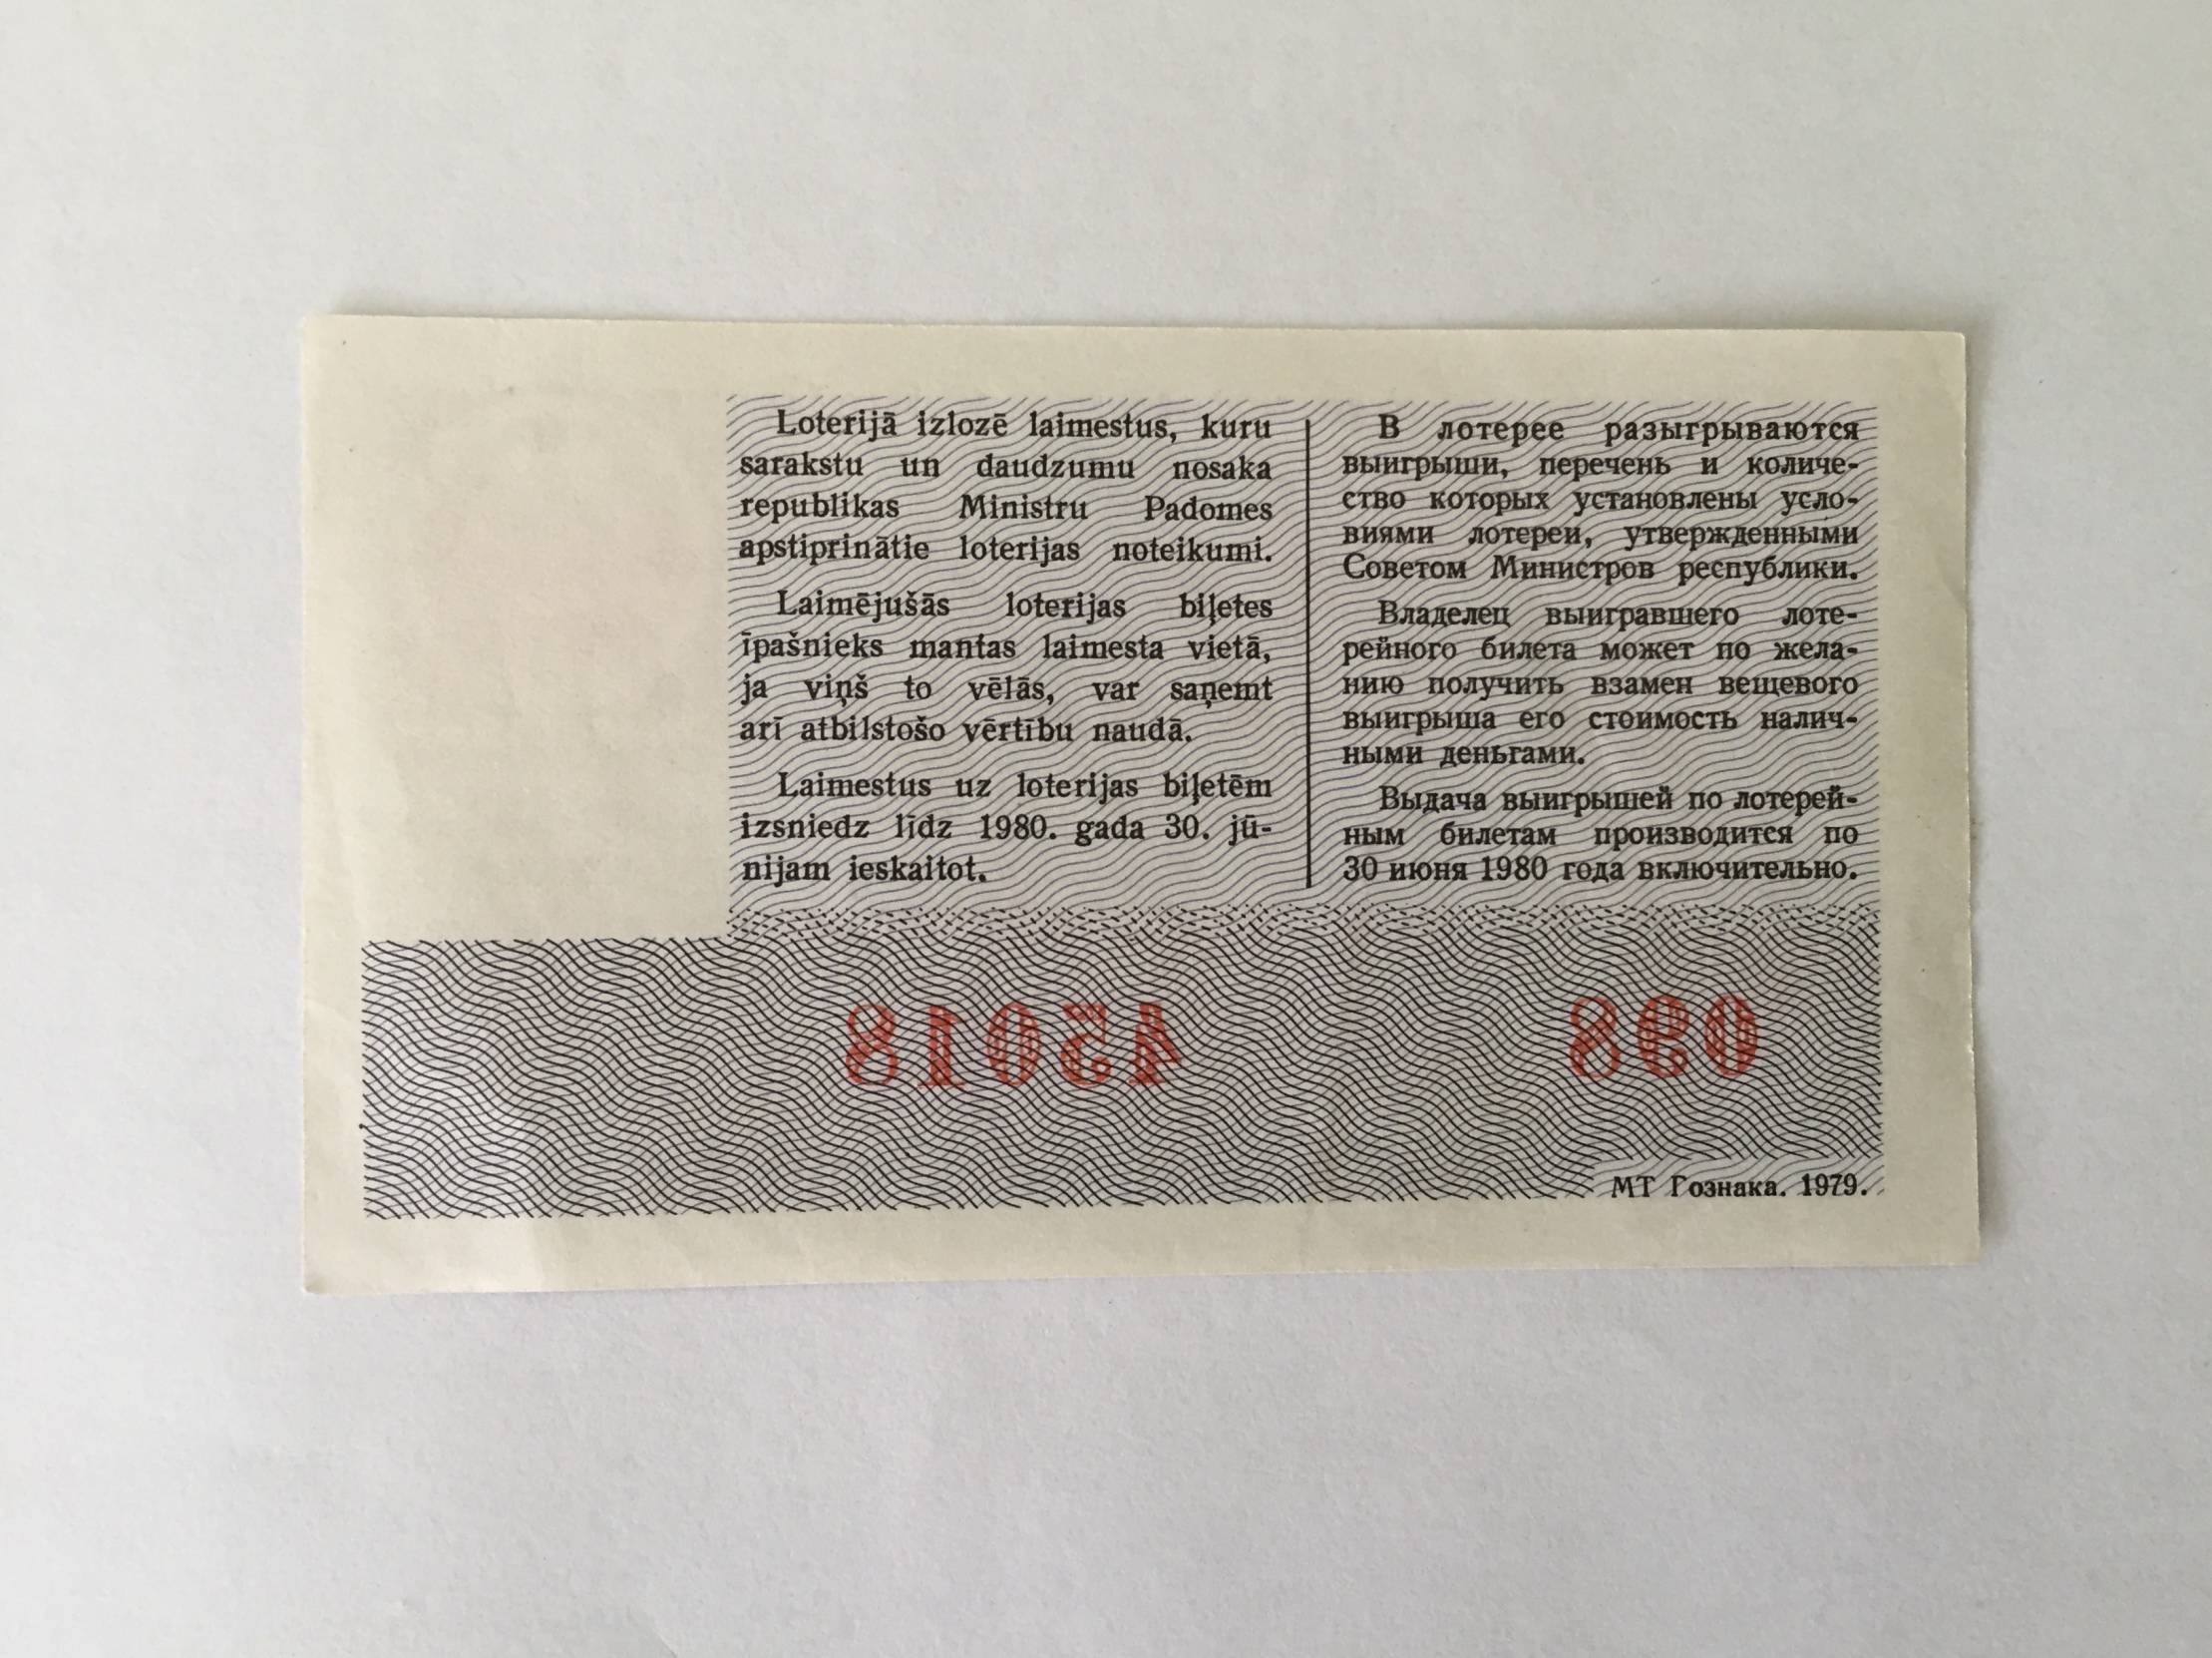 Loterijā izlozē laimestus, kuru
sarakstu un daudzumu nosaka
republikas Ministru Padomes
apstiprinātie loterijas noteikumi.
Laimējušās loterijas biļetes
īpašnieks mantas laimesta vietā,
ja viņš to vēlās, var saņemt
arī atbilstošo vērtību naudā.
Laimestus uz loterijas biļetēm
izsniedz līdz 1980. gada 30. jū-
nijam ieskaitot.
В лотерее разыгрываются
выигрыши, перечень и количе-
ство которых установлены усло-
виями лотереи, утвержденными
Советом Министров республики.
Владелец выигравшего лоте-
рейного билета может по жела-
нию получить взамен вещевого
выигрыша его стоимость налич-
ными деньгами.
Выдача выигрышей по лотерей-
ным билетам производится по
30 июня 1980 года включительно.
098 45018
МТ Гознака. 1979.